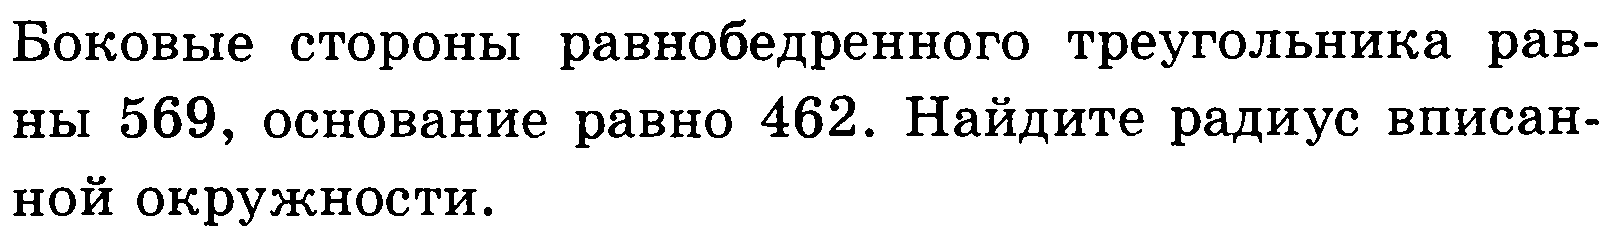 Боковые стороны равнобедренного треугольника рав-
ны 569, основание равно 462. Найдите радиус вписан-
ной окружности.